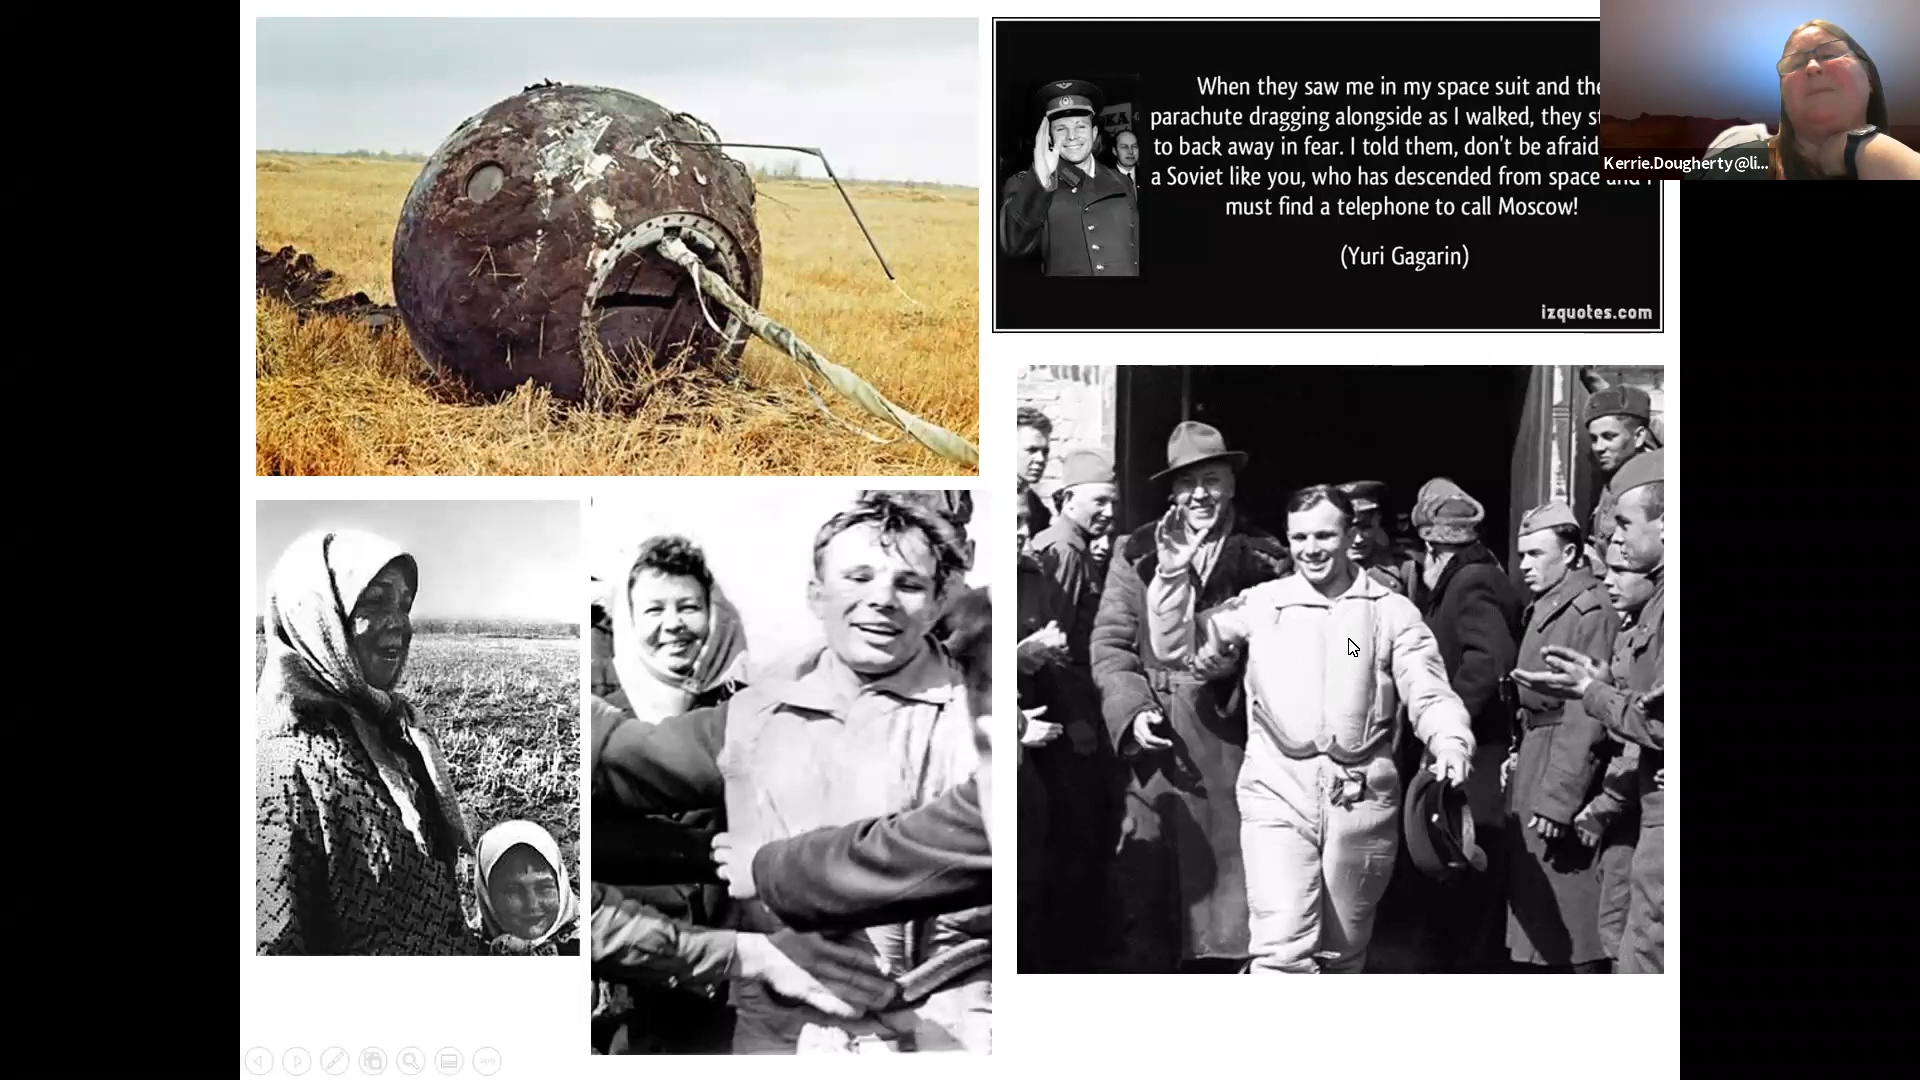 When they saw me in my space suit and the
parachute dragging alongside as I walked, they
to back away in fear. I told them, don't be afraid
a Soviet like you, who has descended from space and I
must find a telephone to call Moscow!
(Yuri Gagarin)
izquotes.com
Kerrie.Dougherty@li...